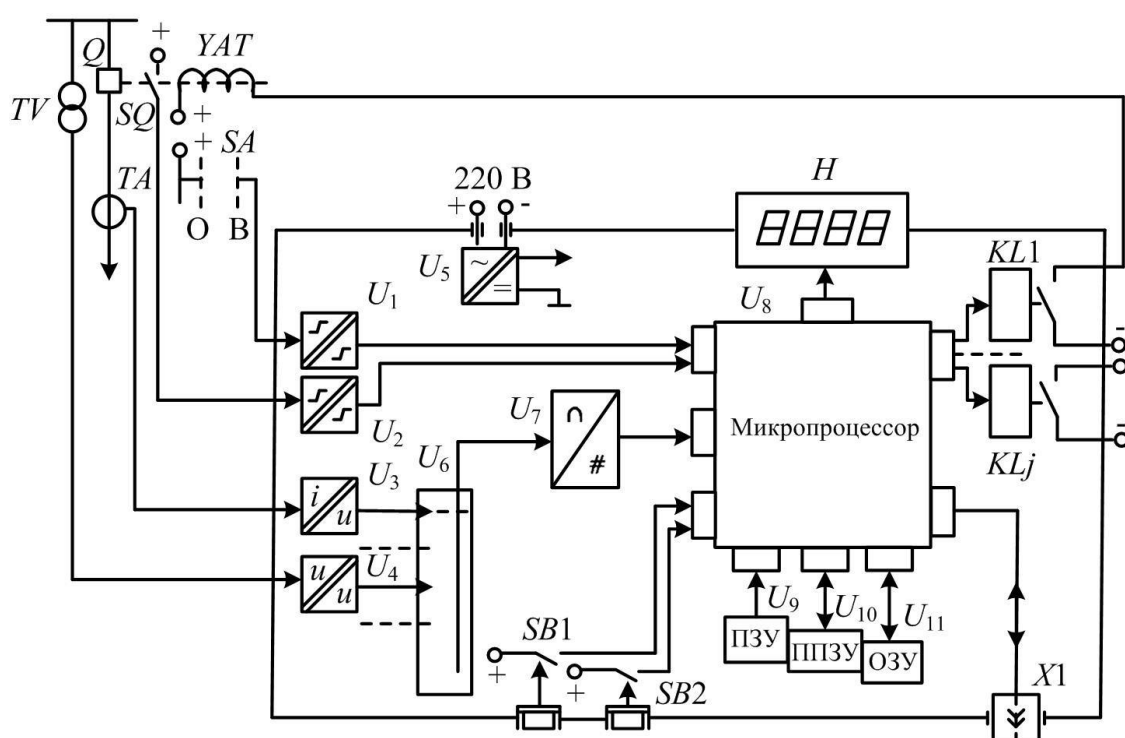 Q
+
YAT
TV
SQ
+
+
SA
TA
О
В
220 В
+
-
H
8888
U5
~
=
U1
U8
KL1
-
U2
U7
∩
#
Микропроцессор
U6
KLj
-
U3
i
u
U4
u
u
U9
U10
U11
ПЗУ
ППЗУ
ОЗУ
SB1
+
+
SB2
X1